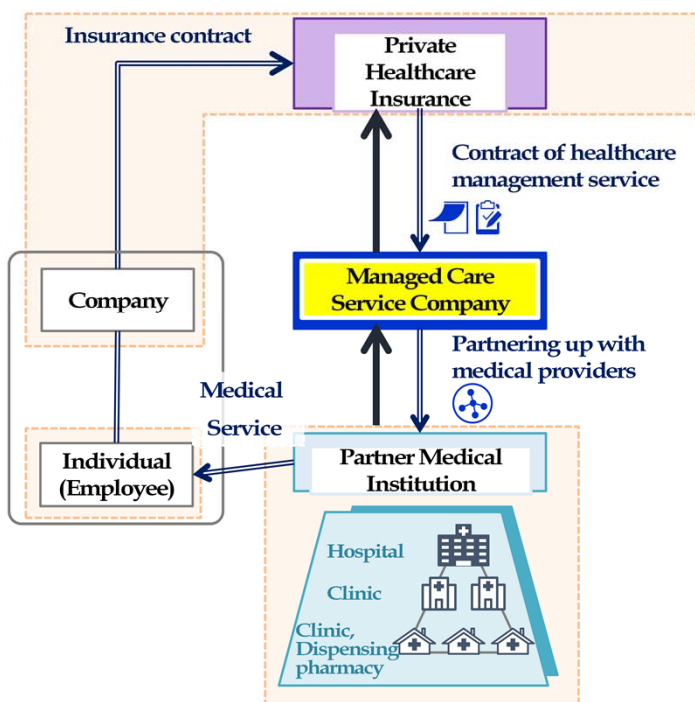 Insurance contract
Private
Healthcare
Insurance
Contract of healthcare
management service
Company
Managed Care
Service Company
Partnering up with
medical providers
Medical
Service
Individual
(Employee)
Partner Medical
Institution
Hospital
Clinic
Clinic,
Dispensing
pharmacy